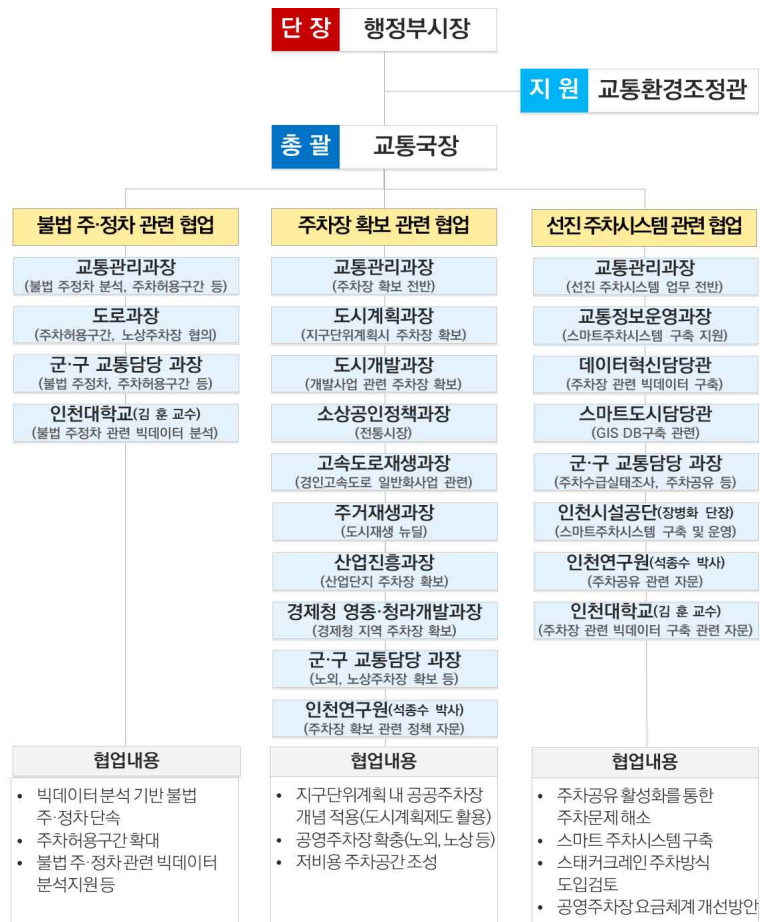 단 장 행정부시장
지 원 교통환경조정관
총 괄 교통국장
불법 주·정차 관련 협업
교통관리과장
(불법 주정차 분석, 주차허용구간 등)
도로과장
(주차허용구간, 노상주차장 협의)
군·구 교통담당 과장
(불법 주정차, 주차허용구간 등)
인천대학교(김 훈 교수)
(불법 주정차 관련 빅데이터 분석)
협업내용
• 빅데이터 분석 기반 불법
주·정차 단속
• 주차허용구간 확대
• 불법 주·정차 관련 빅데이터
분석지원 등
주차장 확보 관련 협업
교통관리과장
(주차장 확보 전반)
도시계획과장
(지구단위계획시 주차장 확보)
도시개발과장
(개발사업 관련 주차장 확보)
소상공인정책과장
(전통시장)
고속도로재생과장
(경인고속도로 일반화사업 관련)
주거재생과장
(도시재생 뉴딜)
산업진흥과장
(산업단지 주차장 확보)
경제청 영종·청라개발과장
(경제청 지역 주차장 확보)
군·구 교통담당 과장
(노외, 노상주차장 확보 등)
인천연구원(석종수 박사)
(주차장 확보 관련 정책 자문)
협업내용
• 지구단위계획 내 공공주차장
개념 적용(도시계획제도 활용)
• 공영주차장 확충(노외, 노상 등)
• 저비용 주차공간 조성
선진 주차시스템 관련 협업
교통관리과장
(선진 주차시스템 업무 전반)
교통정보운영과장
(스마트주차시스템 구축 지원)
데이터혁신담당관
(주차장 관련 빅데이터 구축)
스마트도시담당관
(GIS DB구축 관련)
군·구 교통담당 과장
(주차수급실태조사, 주차공유 등)
인천시설공단(장병화 단장)
(스마트주차시스템 구축 및 운영)
인천연구원(석종수 박사)
(주차공유 관련 자문)
인천대학교(김 훈 교수)
(주차장 관련 빅데이터 구축 관련 자문)
협업내용
• 주차공유 활성화를 통한
주차문제 해소
• 스마트 주차시스템 구축
• 스태커크레인 주차방식
도입검토
• 공영주차장 요금체계 개선방안